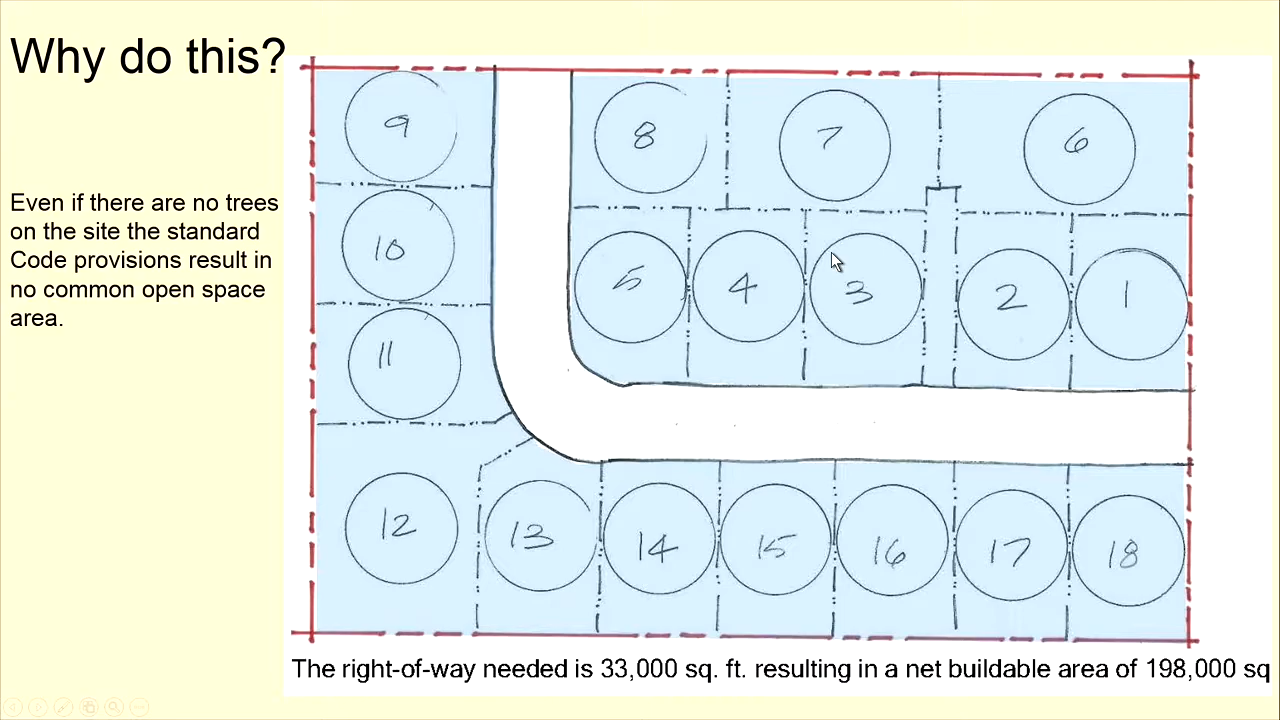 Why do this?
Even if there are no trees
on the site the standard
Code provisions result in
no common open space
area.
9
8
7
6
10
5
4
3
2
1
11
12
13
14
15
16
17
18
The right-of-way needed is 33,000 sq. ft. resulting in a net buildable area of 198,000 sq